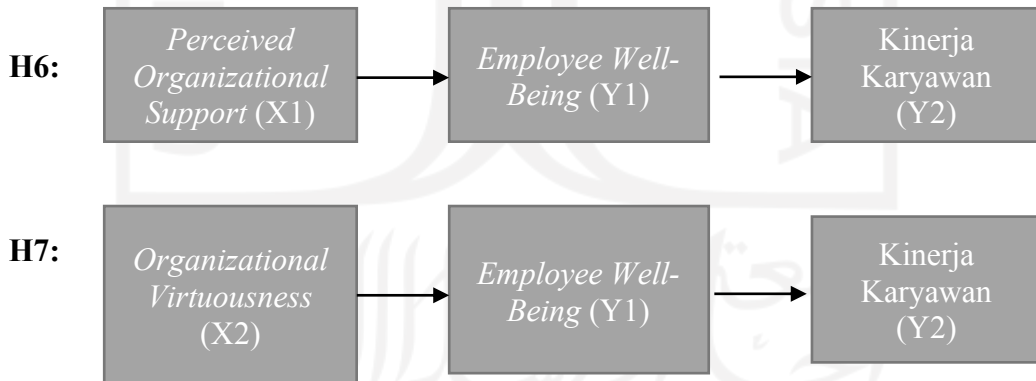 H6:
Perceived
Organizational
Support (X1)
Employee Well-
Being (Y1)
Kinerja
Karyawan
(Y2)
H7:
Organizational
Virtuousness
(X2)
Employee Well-
Being (Y1)
Kinerja
Karyawan
(Y2)